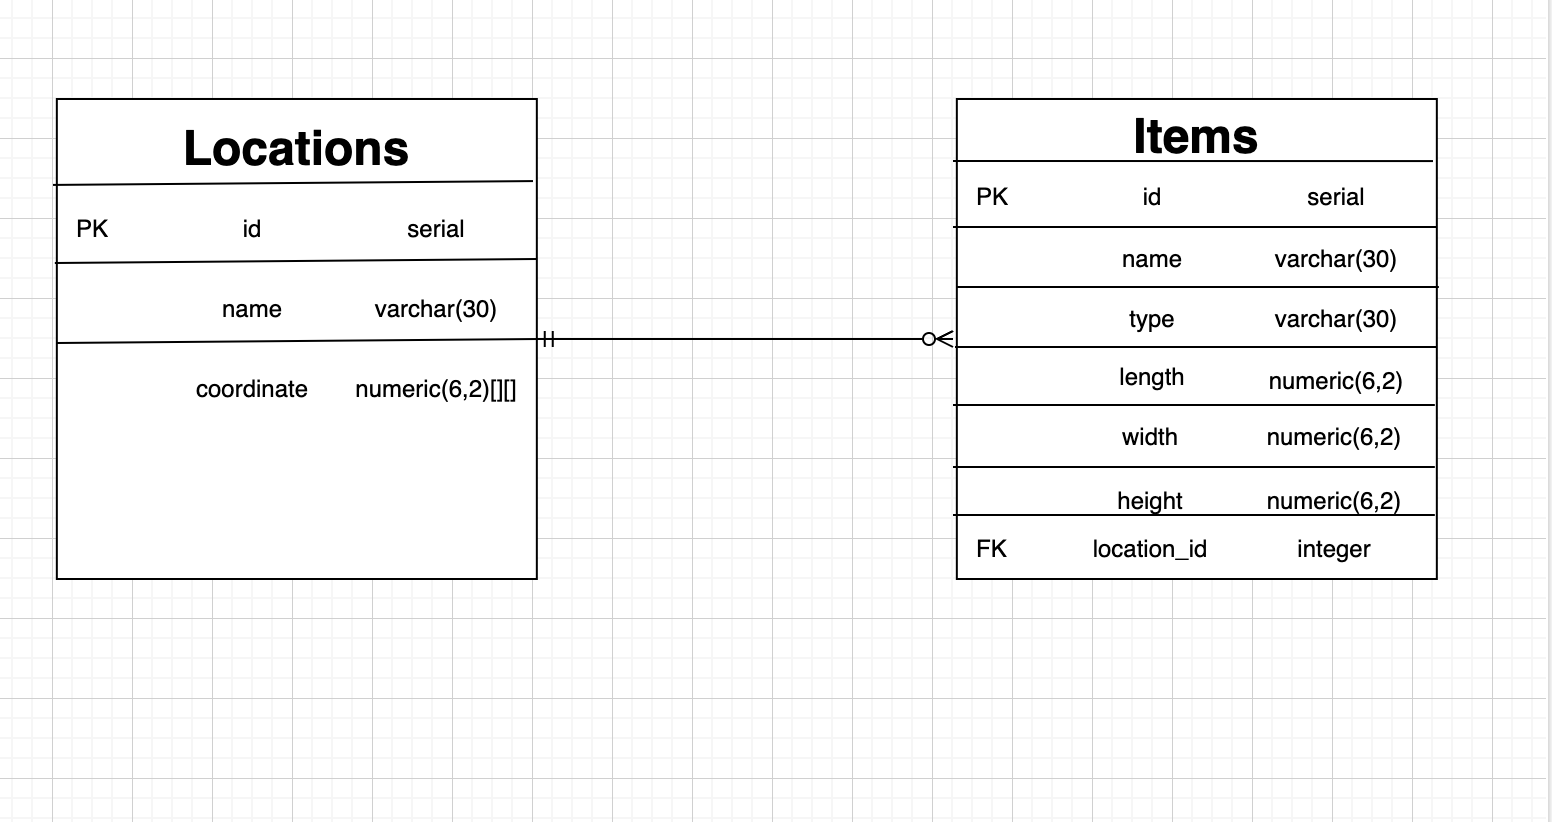 Locations
PK id serial
name varchar(30)
coordinate numeric(6,2)[][]
Items
PK id serial
name varchar(30)
type varchar(30)
length numeric(6,2)
width numeric(6,2)
height numeric(6,2)
FK location_id integer